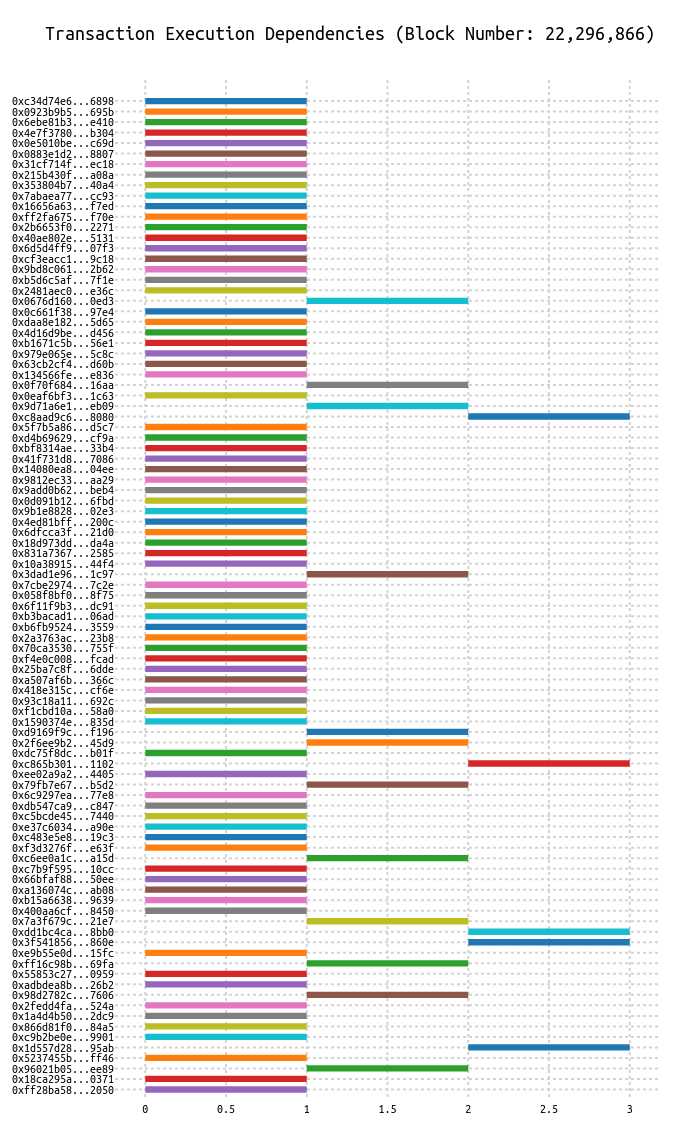 Transaction Execution Dependencies (Block Number: 22,296,866)
0xc34d74e6...6898
0x0923b9b5...695b
0x6ebe81b3...e410
0x4e7f3780...b304
0x0e5010be...c69d
0x0883e1d2...8807
0x31cf714f...ec18
0x215b430f...a08a
0x353804b7...40a4
0x7abaea77...cc93
0x16656a63...f7ed
0xff2fa675...f70e
0x2b6653f0...2271
0x40ae802e...5131
0x6d5d4ff9...07f3
0xcf3eacc1...9c18
0x9bd8c061...2b62
0xb5d6c5af...7f1e
0x2481aec0...e36c
0x0676d160...0ed3
0x0c661f38...97e4
0xdaa8e182...5d65
0x4d16d9be...d456
0xb1671c5b...56e1
0x979e065e...5c8c
0x63cb2cf4...d60b
0x134566fe...e836
0x0f70f684...16aa
0x0eaf6bf3...1c63
0x9d71a6e1...eb09
0xc8aad9c6...8080
0x5f7b5a86...d5c7
0xd4b69629...cf9a
0xbf8314ae...33b4
0x41f731d8...7086
0x14080ea8...04ee
0x9812ec33...aa29
0x9add0b62...beb4
0x0d091b12...6fbd
0x9b1e8828...02e3
0x4ed81bff...200c
0x6dfcca3f...21d0
0x18d973dd...da4a
0x831a7367...2585
0x10a38915...44f4
0x3dad1e96...1c97
0x7cbe2974...7c2e
0x058f8bf0...8f75
0x6f11f9b3...dc91
0xb3bacad1...06ad
0xb6fb9524...3559
0x2a3763ac...23b8
0x70ca3530...755f
0xf4e0c008...fcad
0x25ba7c8f...6dde
0xa507af6b...366c
0x418e315c...cf6e
0x93c18a11...692c
0xf1cbd10a...58a0
0x1590374e...835d
0xd9169f9c...f196
0x2f6ee9b2...45d9
0xdc75f8dc...b01f
0xc865b301...1102
0xee02a9a2...4405
0x79fb7e67...b5d2
0x6c9297ea...77e8
0xdb547ca9...c847
0xc5bcde45...7440
0xe37c6034...a90e
0xc483e5e8...19c3
0xf3d3276f...e63f
0xc6ee0a1c...a15d
0xc7b9f595...10cc
0x66bfaf88...50ee
0xa136074c...ab08
0xb15a6638...9639
0x400aa6cf...8450
0x7a3f679c...21e7
0xdd1bc4ca...8bb0
0x3f541856...860e
0xe9b55e0d...15fc
0xff16c98b...69fa
0x55853c27...0959
0xadbdea8b...26b2
0x98d2782c...7606
0x2fedd4fa...524a
0x1a4d4b50...2dc9
0x866d81f0...84a5
0xc9b2be0e...9901
0x1d557d28...95ab
0x5237455b...ff46
0x96021b05...ee89
0x18ca295a...0371
0xff28ba58...2050
0 0.5 1 1.5 2 2.5 3